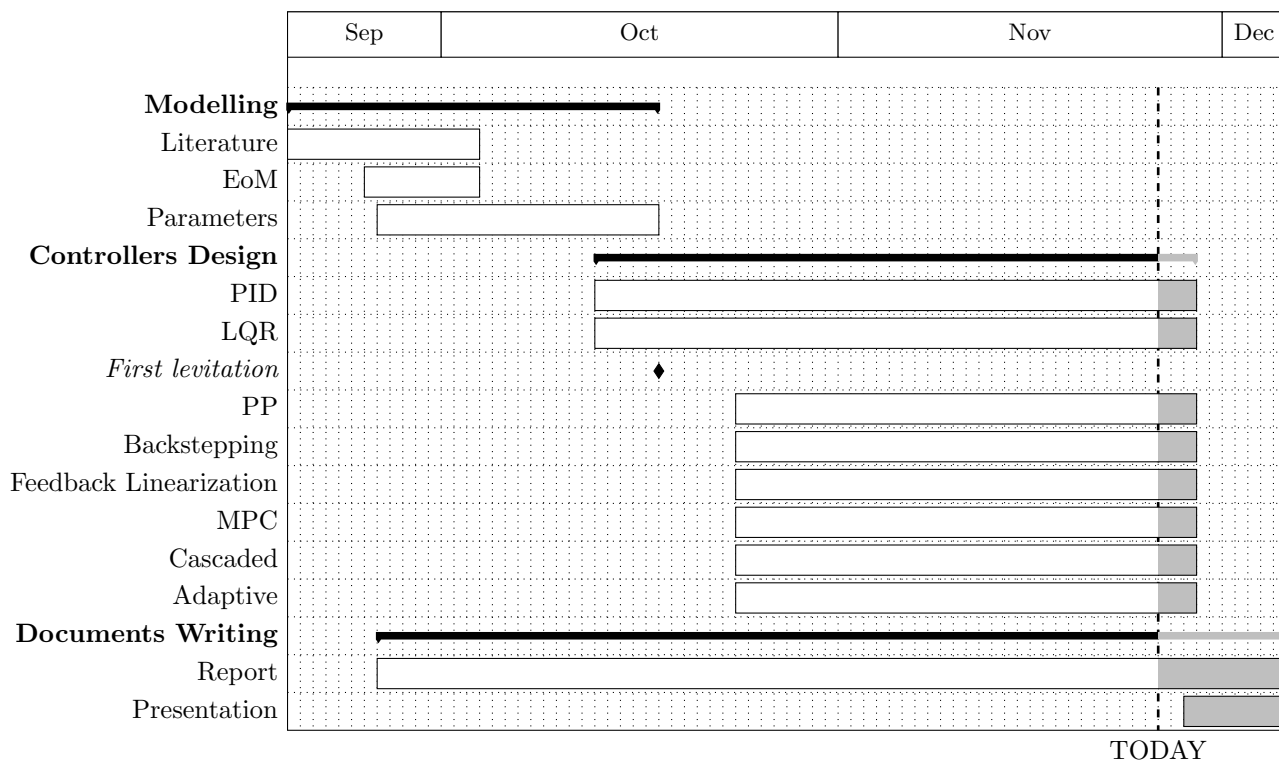 Sep Oct Nov Dec
Modelling
Literature
EoM
Parameters
Controllers Design
PID
LQR
First levitation
PP
Backstepping
Feedback Linearization
MPC
Cascaded
Adaptive
Documents Writing
Report
Presentation
TODAY